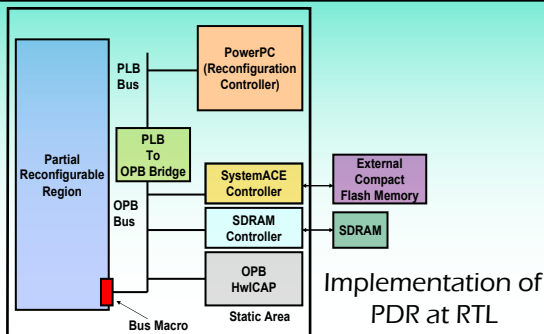 PowerPC
(Reconfiguration
Controller)
PLB
Bus
PLB
To
OPB Bridge
Partial
Reconfigurable
Region
OPB
Bus
SystemACE
Controller
External
Compact
Flash Memory
SDRAM
Controller
SDRAM
OPB
HwICAP
Static Area
Bus Macro
Implementation of
PDR at RTL